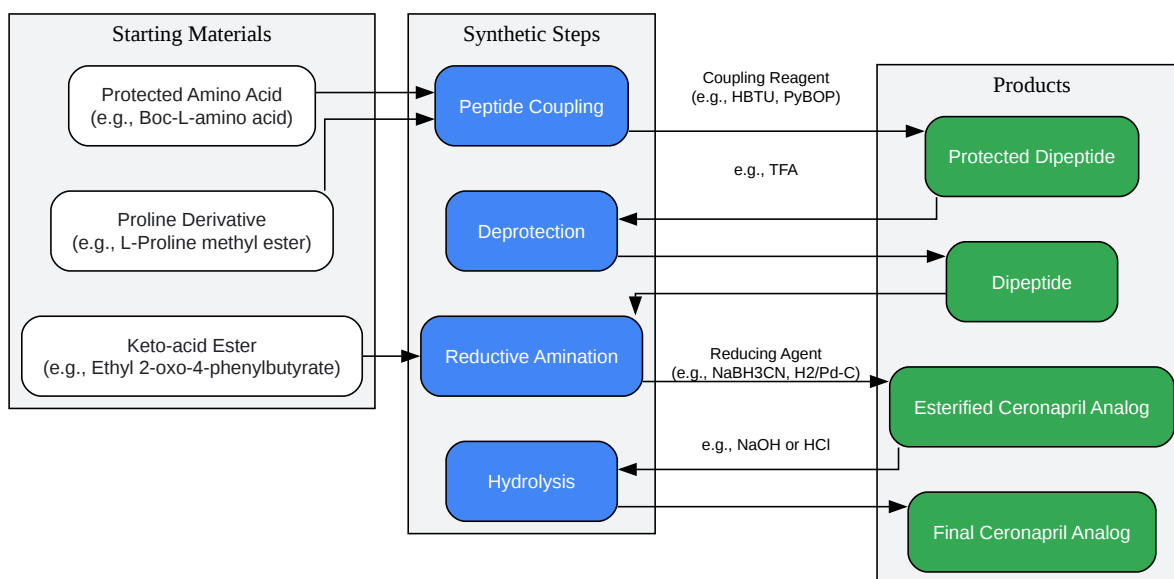 Starting Materials
Protected Amino Acid
(e.g., Boc-L-amino acid)
Proline Derivative
(e.g., L-Proline methyl ester)
Keto-acid Ester
(e.g., Ethyl 2-oxo-4-phenylbutyrate)
Synthetic Steps
Peptide Coupling
Deprotection
Reductive Amination
Hydrolysis
Coupling Reagent
(e.g., HBTU, PyBOP)
e.g., TFA
Reducing Agent
(e.g., NaBH3CN, H2/Pd-C)
e.g., NaOH or HCl
Products
Protected Dipeptide
Dipeptide
Esterified Ceronapril Analog
Final Ceronapril Analog